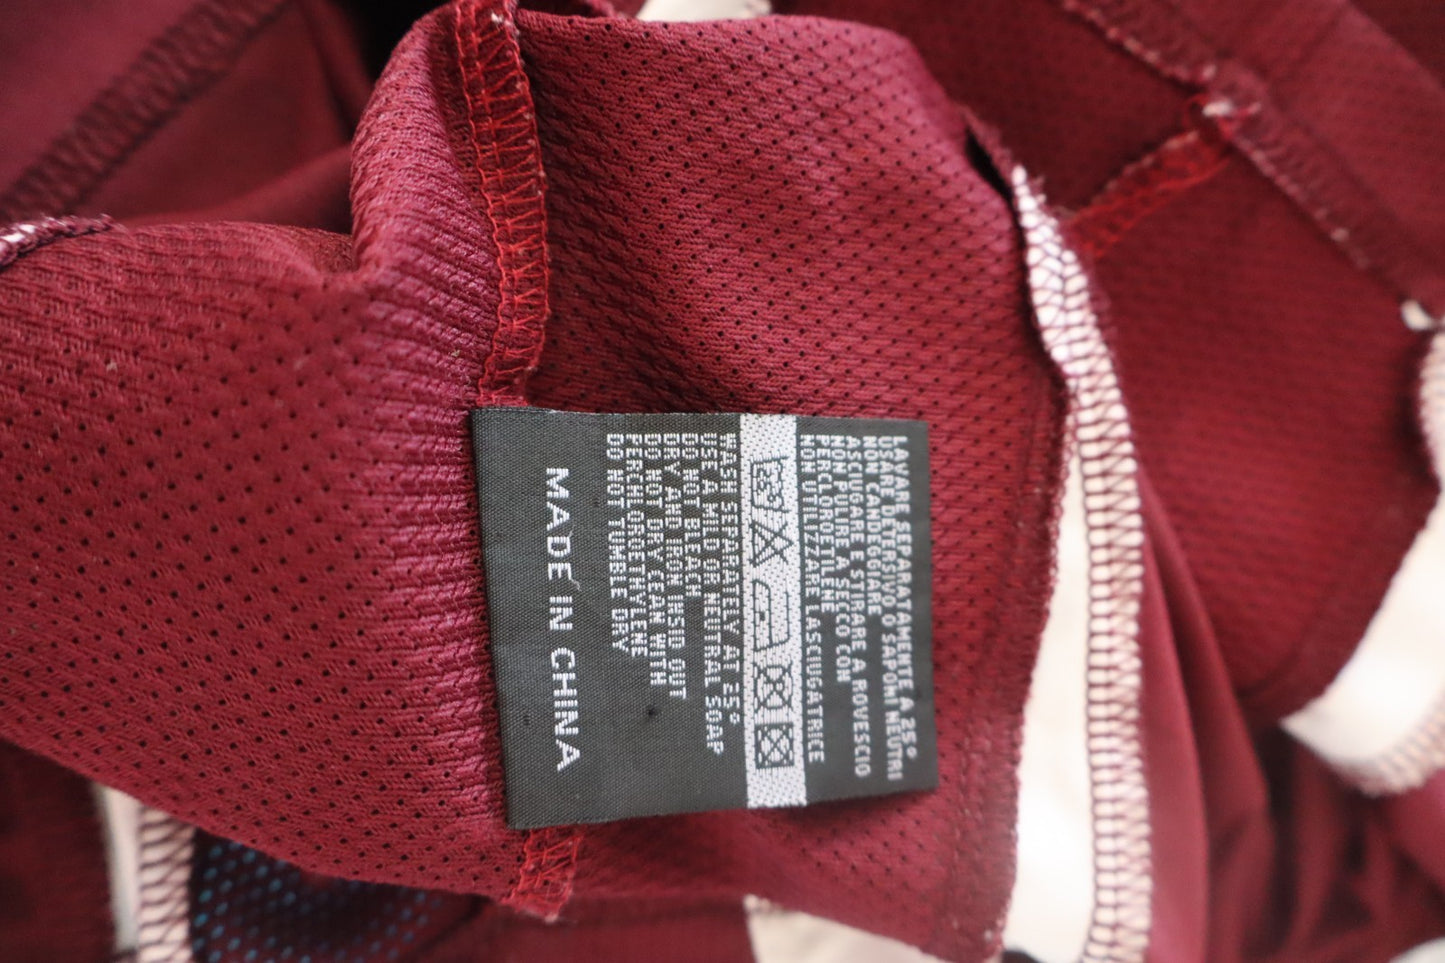 LAVARE SEPARATAMENTE A 25°
USARE DETERSIVO O SAPONI NEUTRI
NON CANDEGGIARE
ASCIUGARE E STIRARE A ROVESCIO
NON PULIRE A SECCO CON
PERCLOROETILENE
NON UTILIZZARE L'ASCIUGATRICE
WASH SEPARATELY AT 25°
USE A MILD OR NEUTRAL SOAP
DO NOT BLEACH
DRY AND IRON INSID OUT
DO NOT DRY CLEAN WITH
PERCHLOROETHYLENE
DO NOT TUMBLE DRY
MADE IN CHINA